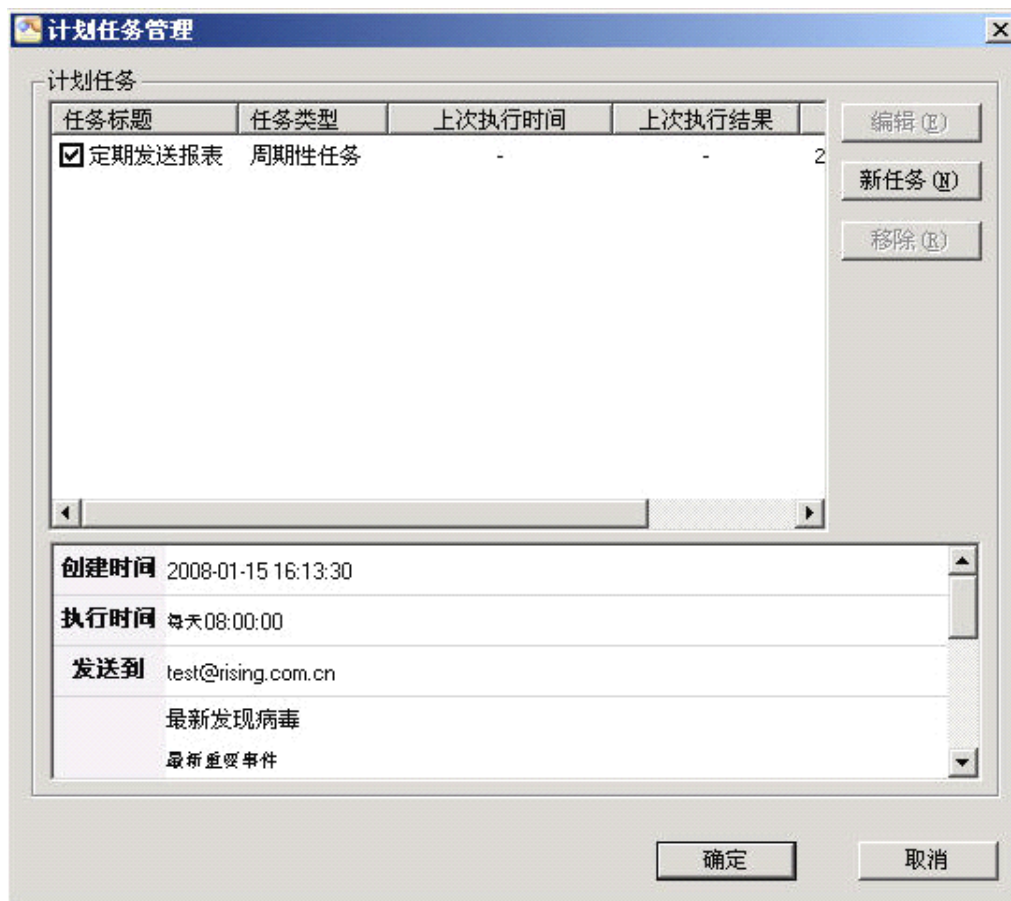 计划任务管理
计划任务
任务标题 任务类型 上次执行时间 上次执行结果
编辑(E)
定期发送报表 周期性任务 - - 2
新任务(N)
移除(R)
创建时间 2008-01-15 16:13:30
执行时间 每天08:00:00
发送到 test@rising.com.cn
最新发现病毒
最新重要事件
确定 取消